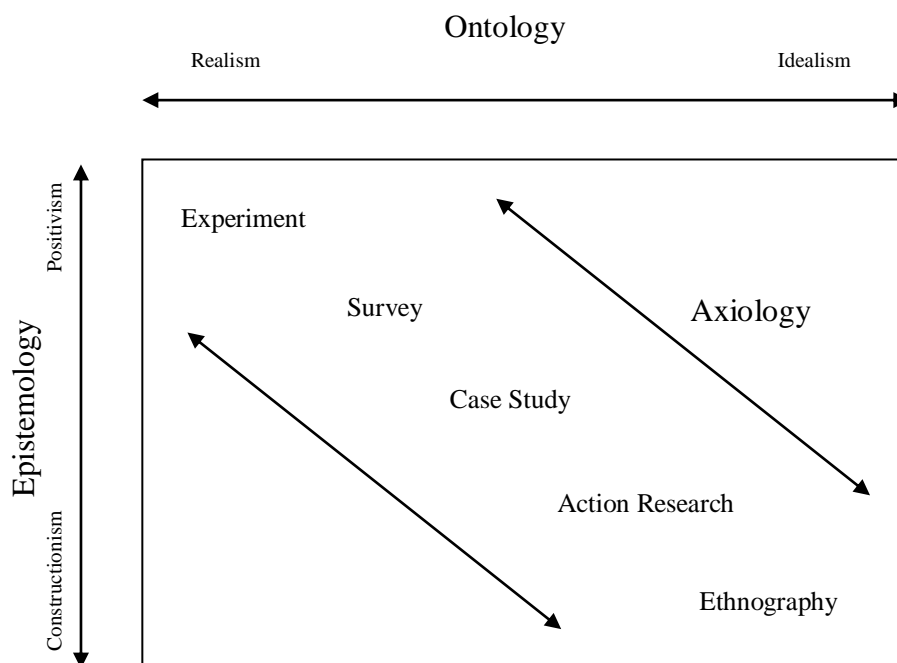 Ontology
Realism
Idealism
Positivism
Epistemology
Constructionism
Experiment
Survey
Axiology
Case Study
Action Research
Ethnography